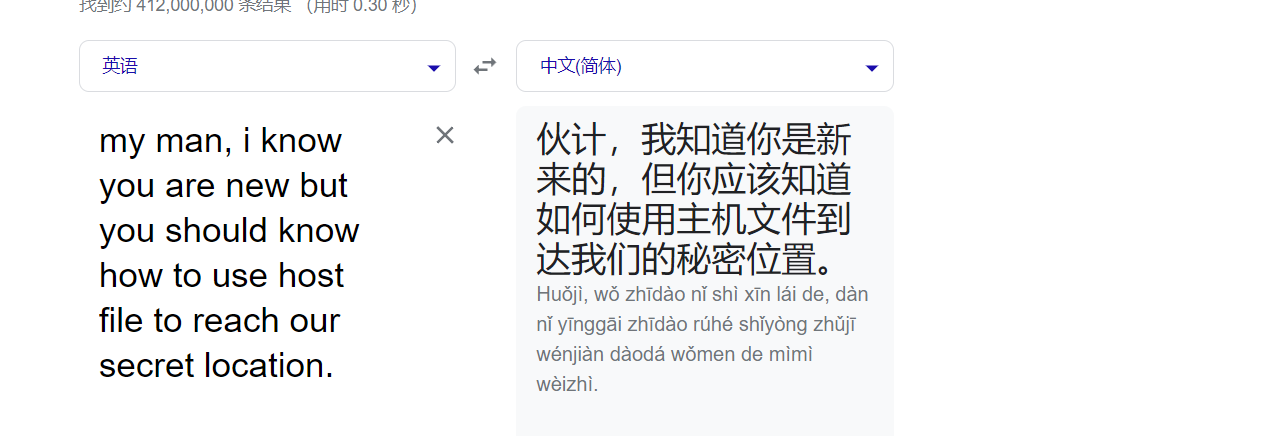 找到约 412,000,000 条结果 （用时 0.30 秒）
英语
中文(简体)
my man, i know
you are new but
you should know
how to use host
file to reach our
secret location.
伙计，我知道你是新
来的，但你应该知道
如何使用主机文件到
达我们的秘密位置。
Huǒjì, wǒ zhīdào nǐ shì xīn lái de, dàn
nǐ yīnggāi zhīdào rúhé shǐyòng zhǔjī
wénjiàn dàodá wǒmen de mìmì
wèizhì.